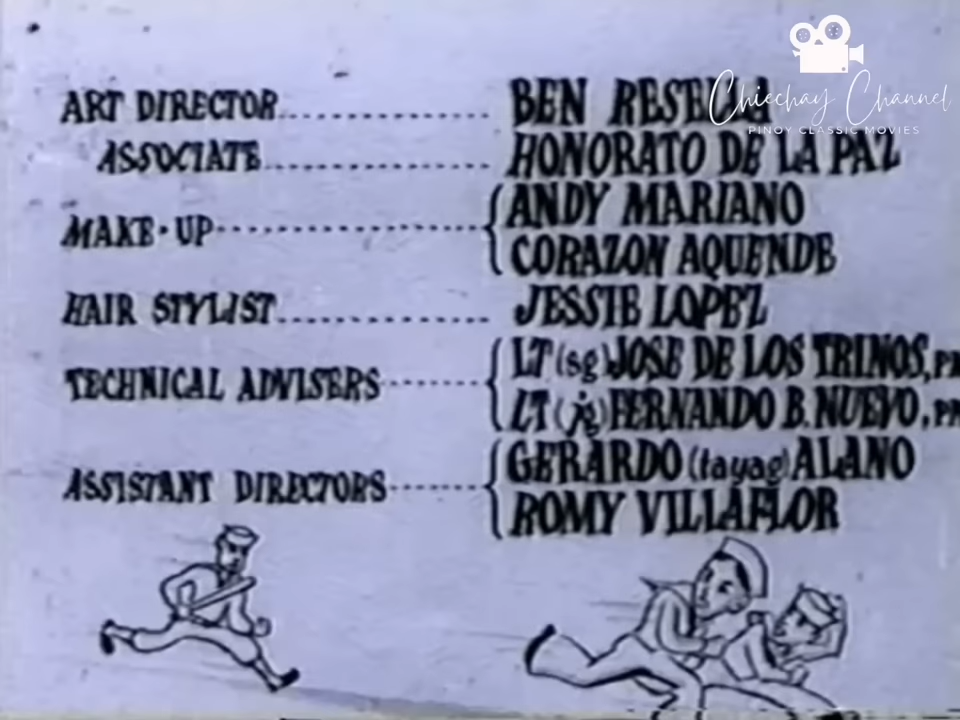 Chiechay Channel
PINOY CLASSIC MOVIES
ART DIRECTOR.................... BEN RESELLA
ASSOCIATE.................... HONORATO DE LA PAZ
MAKE-UP.................... ANDY MARIANO
CORAZON AQUENDE
HAIR STYLIST.................... JESSIE LOPEZ
TECHNICAL ADVISERS.......... LT (sg) JOSE DE LOS TRINOS,
LT (jg) FERNANDO B. NUEVO,
ASSISTANT DIRECTORS.......... GERARDO (tayag) ALANO
ROMY VILLAFLOR